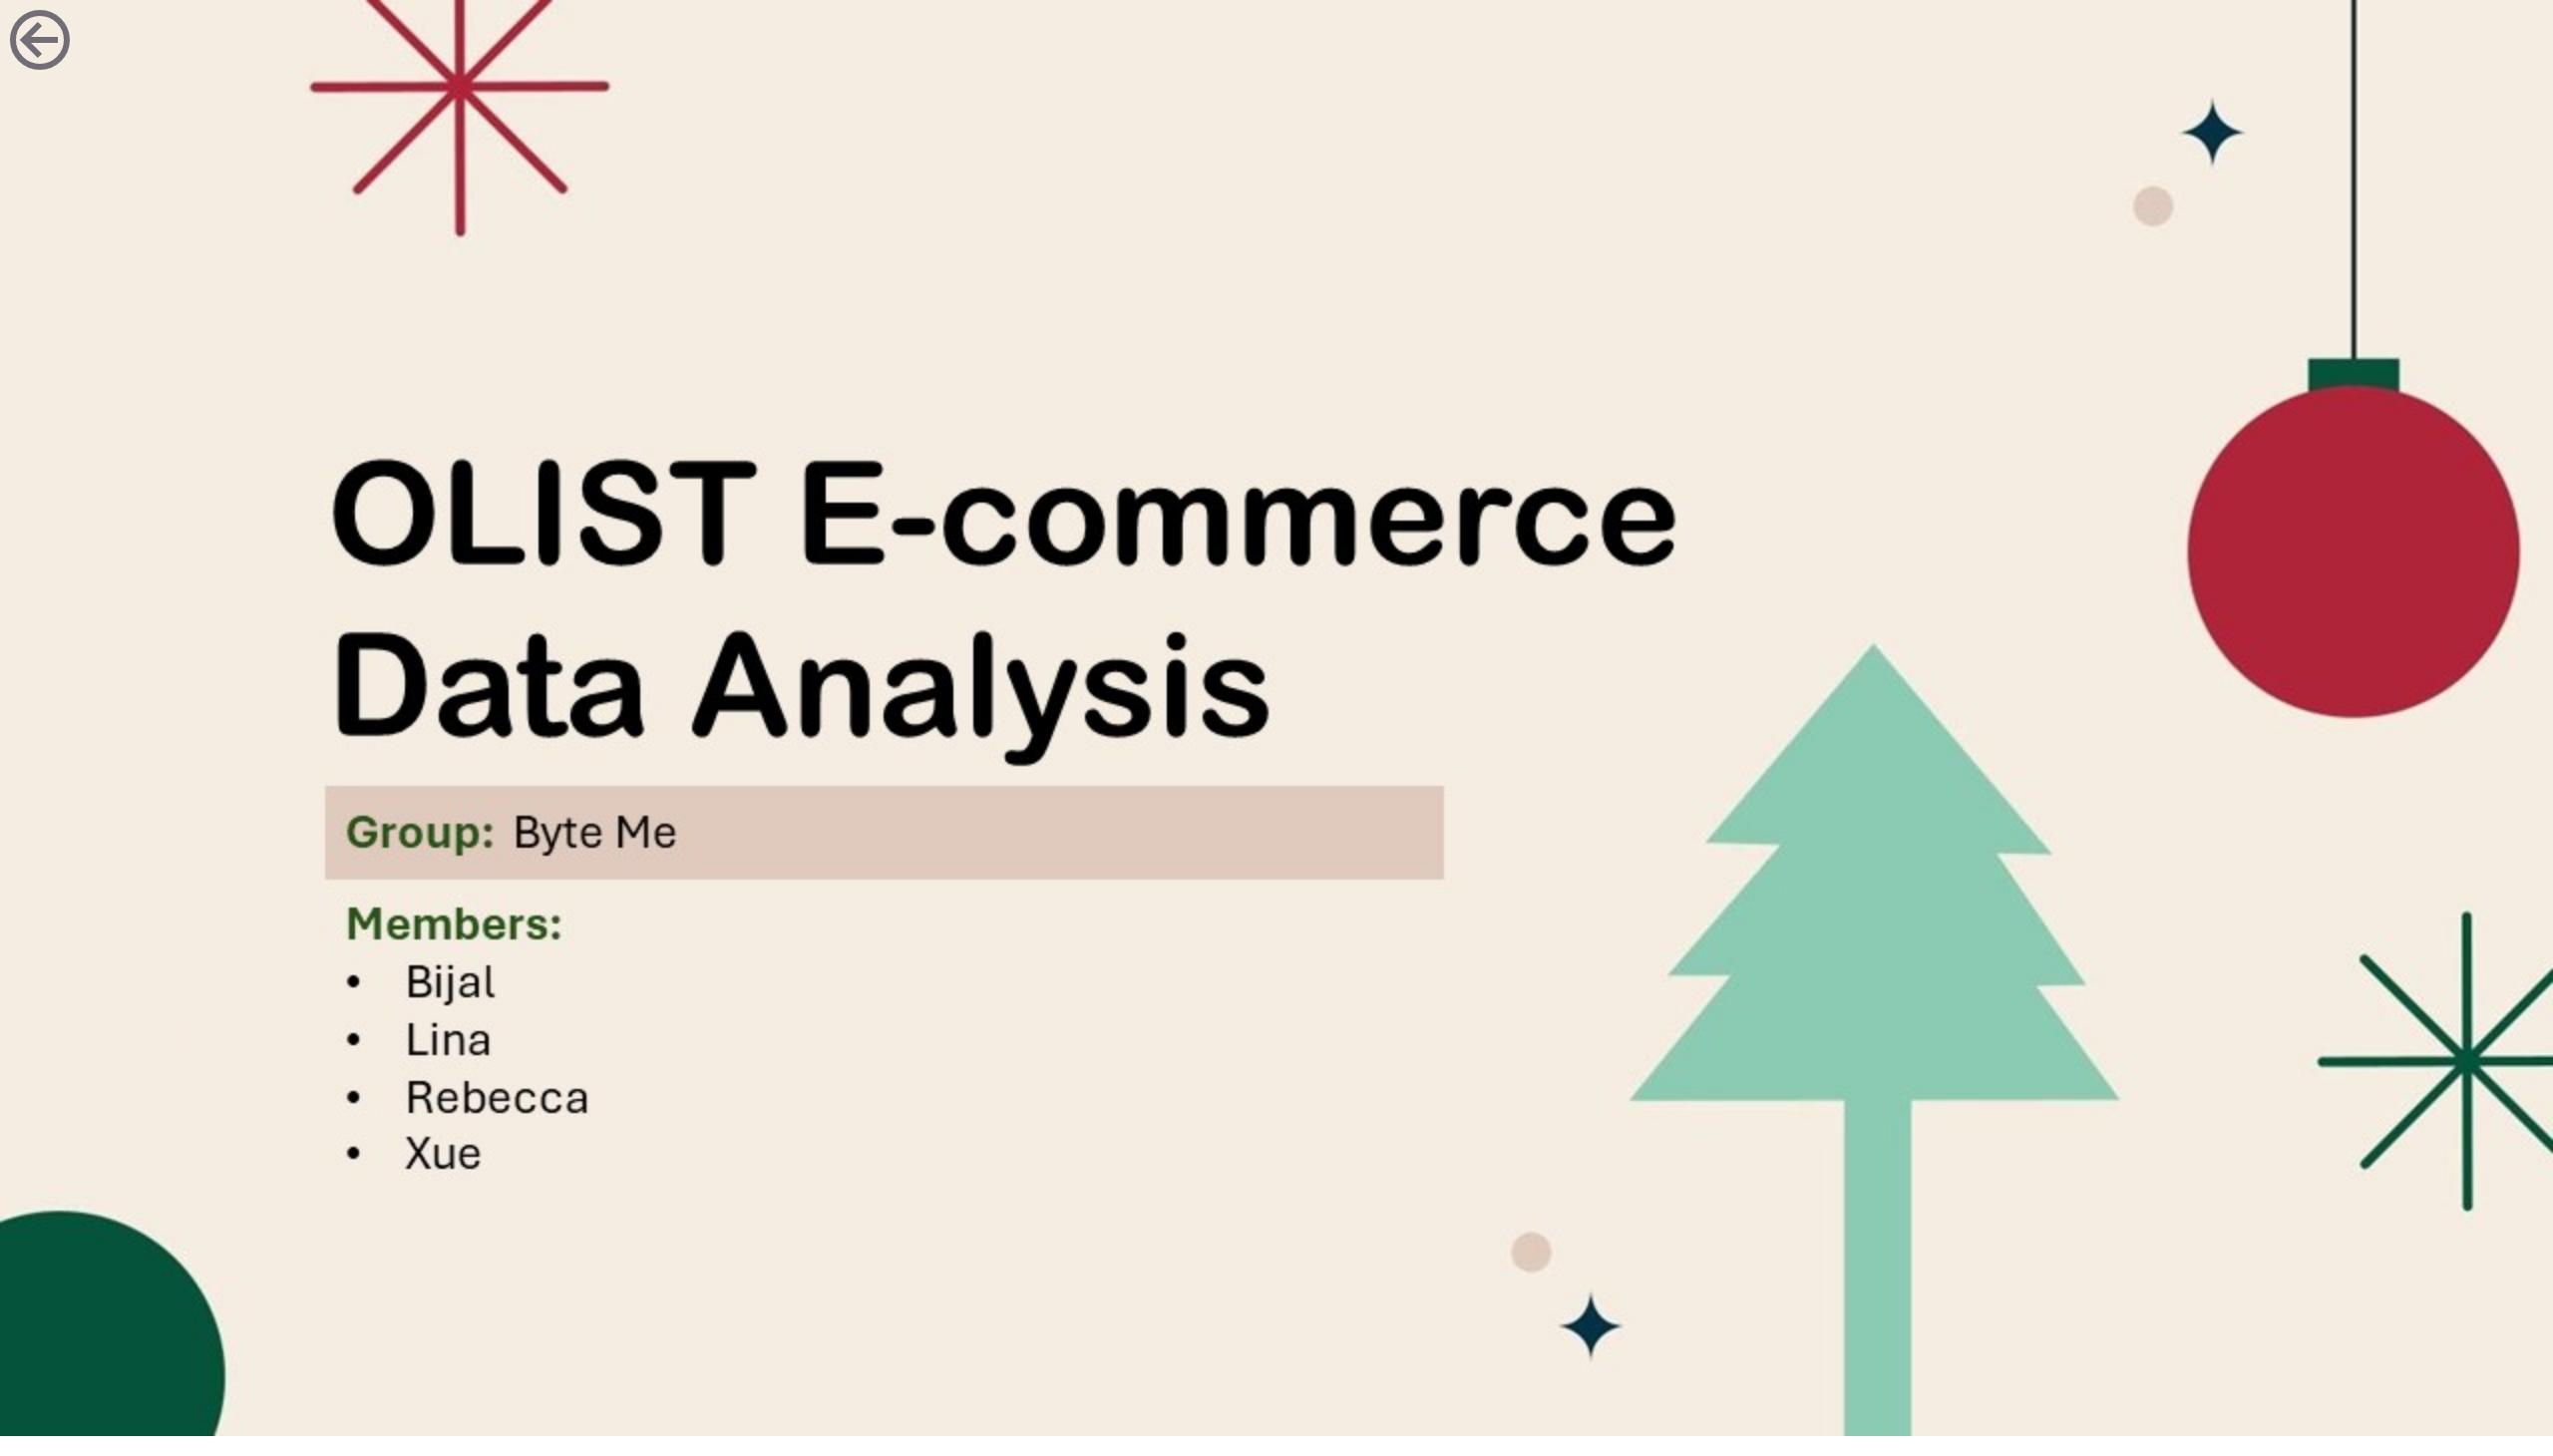 OLIST E-commerce
Data Analysis
Group: Byte Me
Members:
• Bijal
• Lina
• Rebecca
• Xue